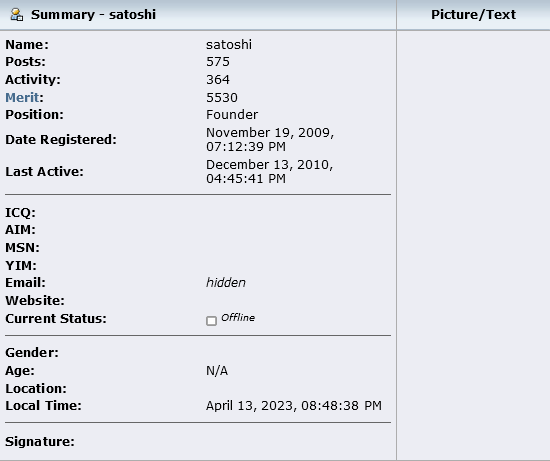 Summary - satoshi
Picture/Text
Name: satoshi
Posts: 575
Activity: 364
Merit: 5530
Position: Founder
Date Registered: November 19, 2009,
07:12:39 PM
Last Active: December 13, 2010,
04:45:41 PM
ICQ:
AIM:
MSN:
YIM:
Email: hidden
Website:
Current Status: Offline
Gender:
Age: N/A
Location:
Local Time: April 13, 2023, 08:48:38 PM
Signature: